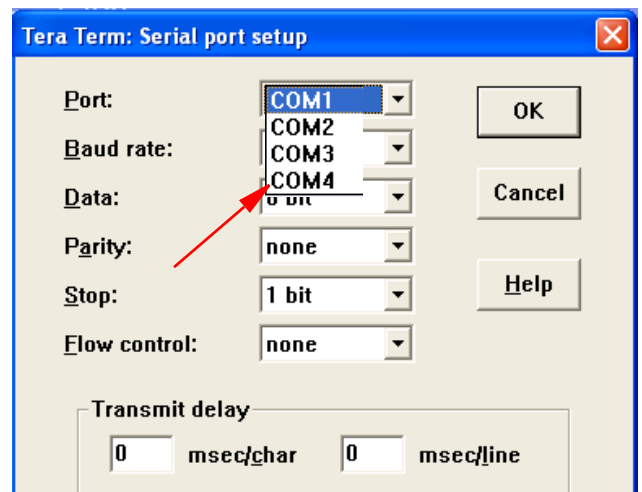 Tera Term: Serial port setup
Port: COM1
COM2
COM3
COM4
OK
Baud rate:
Data: bit
Cancel
Parity: none
Stop: 1 bit
Help
Flow control: none
Transmit delay
0 msec/char 0 msec/line